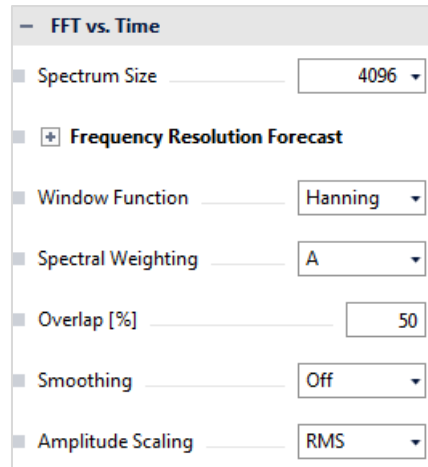 FFT vs. Time
Spectrum Size 4096
Frequency Resolution Forecast
Window Function Hanning
Spectral Weighting A
Overlap [%] 50
Smoothing Off
Amplitude Scaling RMS